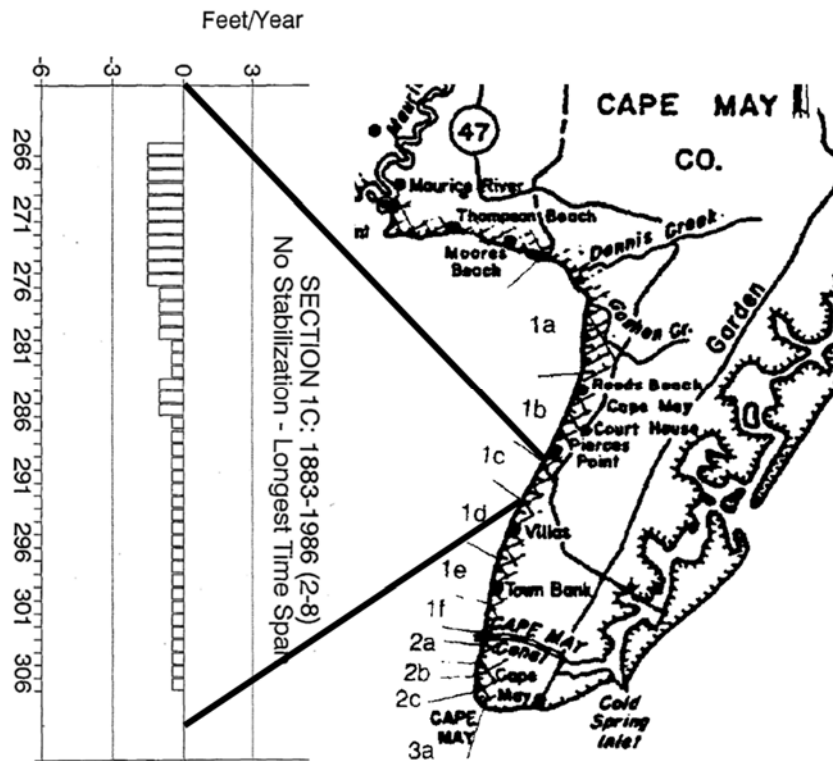 Feet/Year
-6
-3
0
3
266
271
276
281
286
291
296
301
306
SECTION 1C: 1883-1986 (2-8)
No Stabilization - Longest Time Span
CAPE MAY
CO.
47
Mauri
Maurice River
Thompson Beach
Moores
Beach
Dennis Creek
Goshen Cr.
Garden
1a
Reeds Beach
1b
Cape May
Court House
Pierces
Point
1c
1d
Villas
1e
Town Bank
1f
CAPE MAY
Canal
2a
2b
Cape
May
2c
CAPE
MAY
3a
Cold
Spring
Inlet